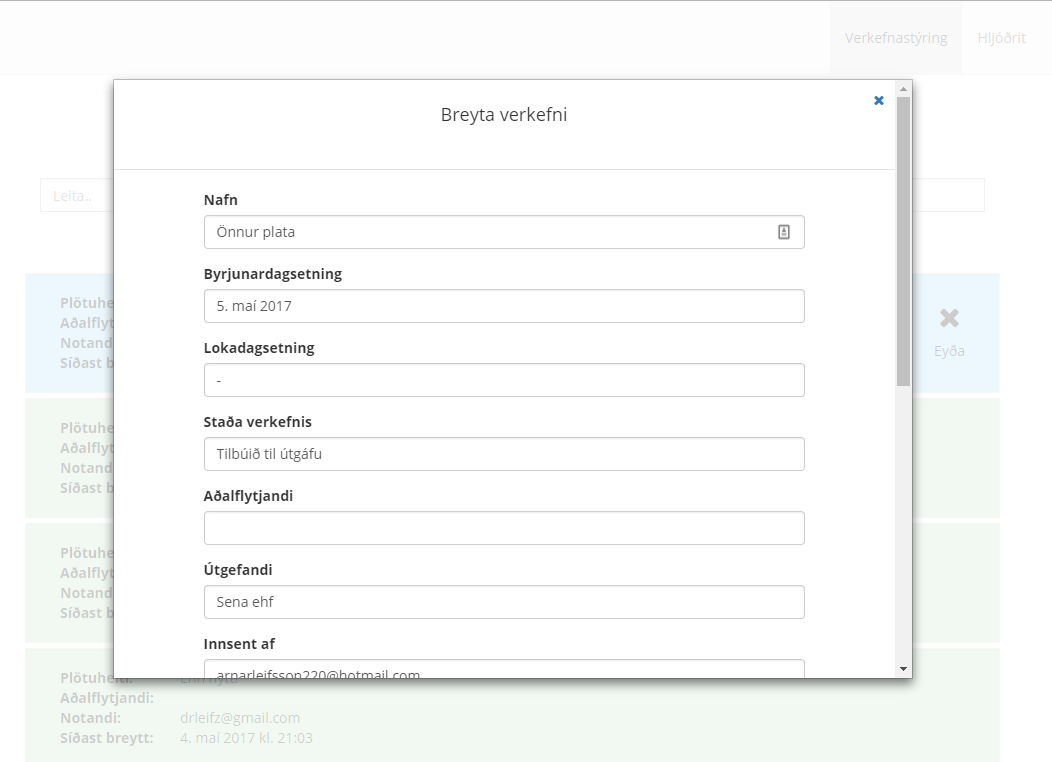 Verkefnastýring
Hljóðrit
Breyta verkefni
Leita..
Nafn
Önnur plata
Byrjunardagsetning
5. maí 2017
Lokadagsetning
-
Staða verkefnis
Tilbúið til útgáfu
Aðalflytjandi
Útgefandi
Sena ehf
Innsent af
arnarleifsson220@hotmail.com
Plötuhe
Aðalflyt
Notand
Síðast b
Eyða
Plötuhe
Aðalflyt
Notand
Síðast b
Plötuhe
Aðalflyt
Notand
Síðast b
Plötuheiti:
Aðalflytjandi:
Notandi: drleifz@gmail.com
Síðast breytt: 4. maí 2017 kl. 21:03